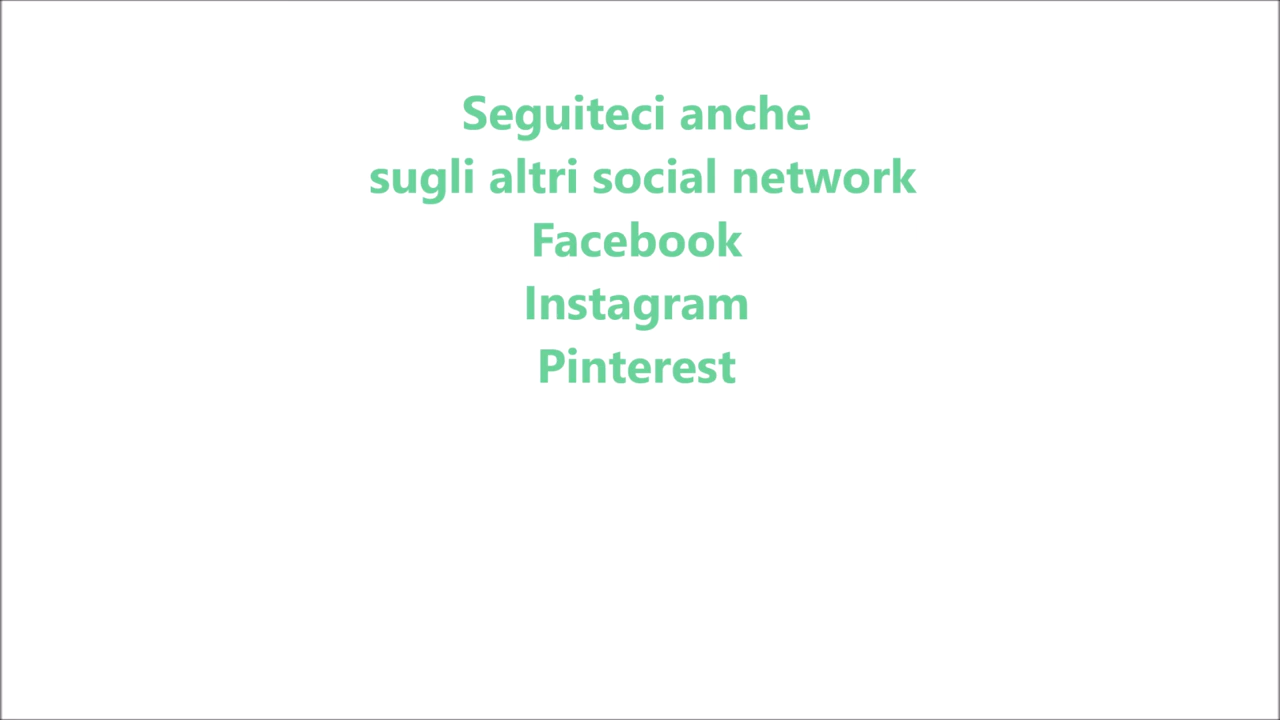 Seguiteci anche
sugli altri social network
Facebook
Instagram
Pinterest